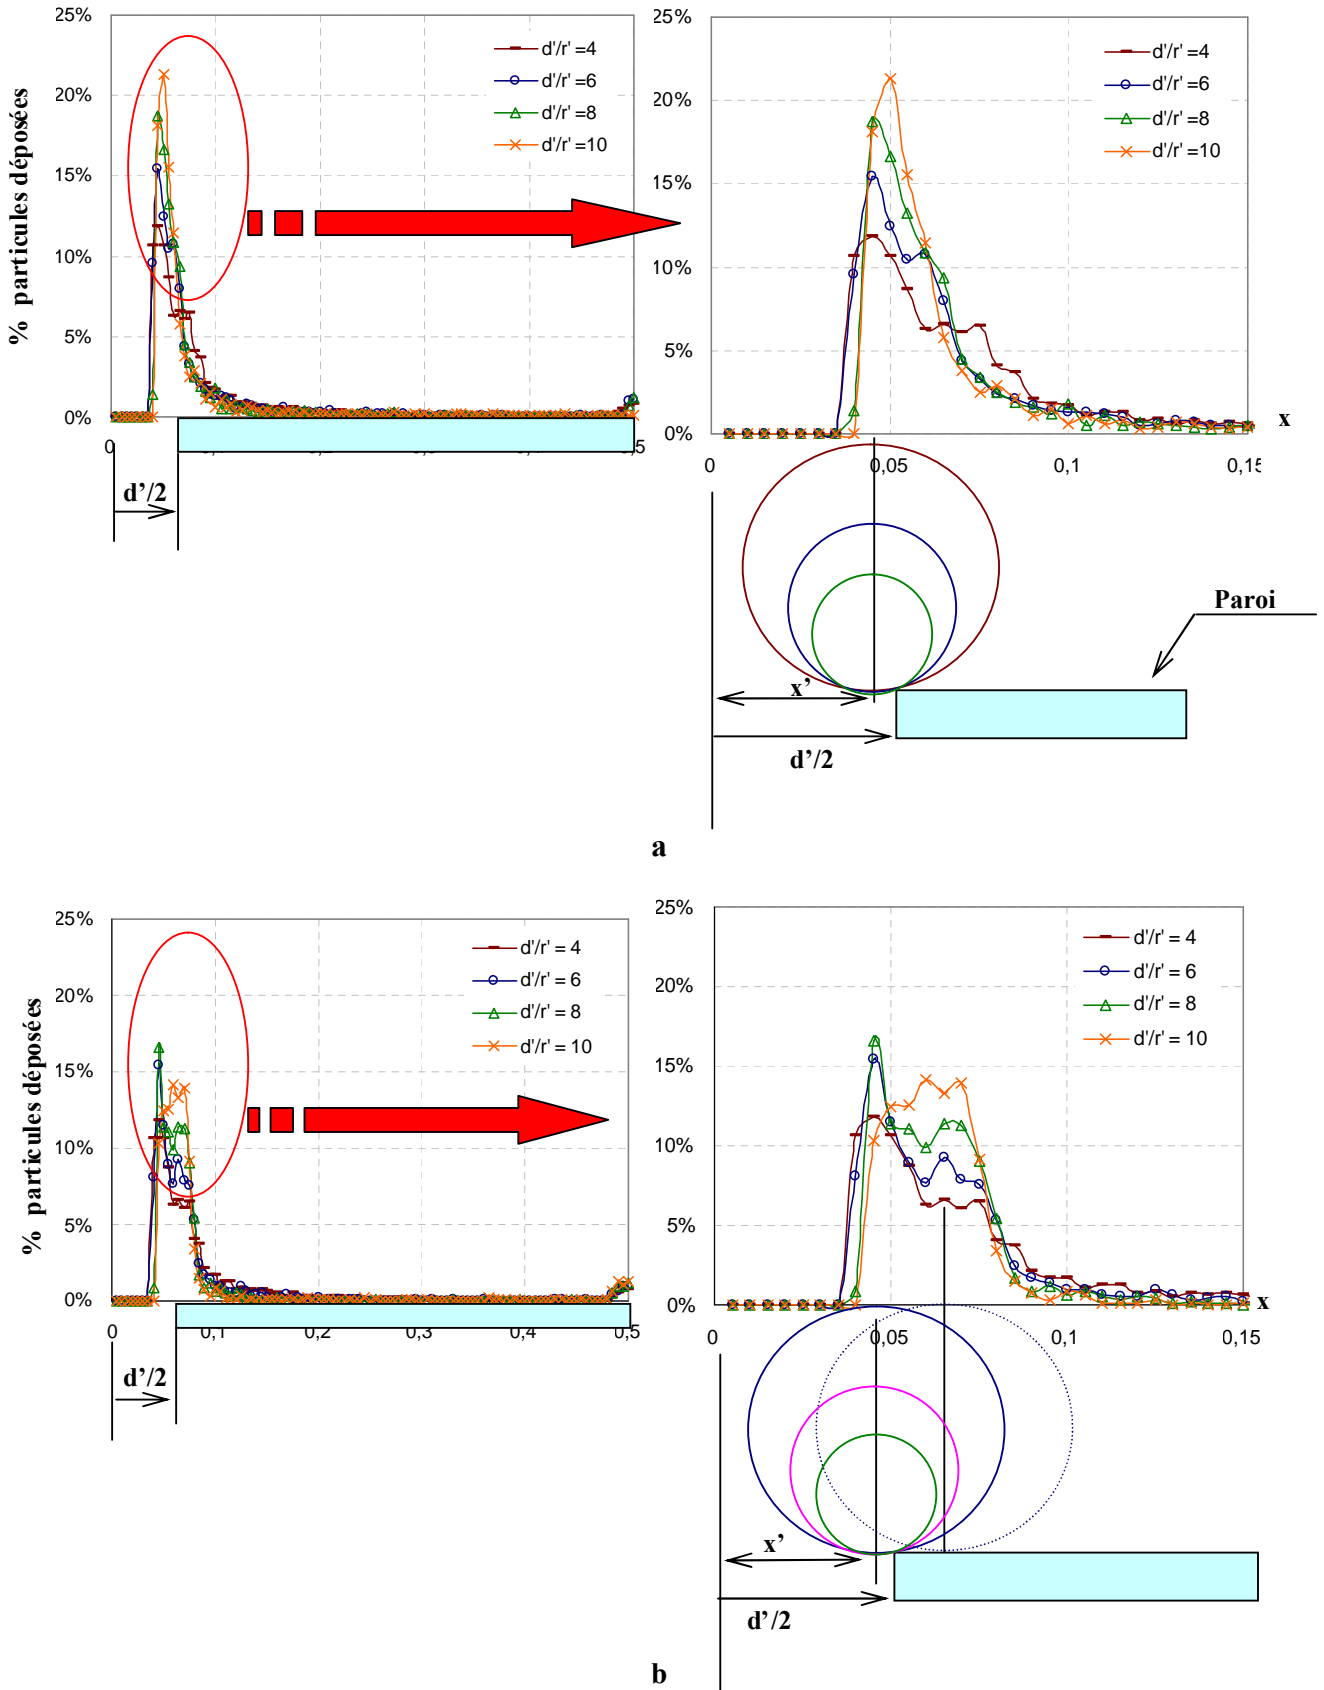 25%
20%
15%
10%
5%
0%
% particules déposées
d'/r' =4
d'/r' =6
d'/r' =8
d'/r' =10
0
d’/2
25%
20%
15%
10%
5%
0%
d'/r' =4
d'/r' =6
d'/r' =8
d'/r' =10
x
0 0,05 0,1 0,15
Paroi
x’
d’/2
a
25%
20%
15%
10%
5%
0%
% particules déposées
d'/r' = 4
d'/r' = 6
d'/r' = 8
d'/r' = 10
0 0,1 0,2 0,3 0,4 0,5
d’/2
25%
20%
15%
10%
5%
0%
d'/r' = 4
d'/r' = 6
d'/r' = 8
d'/r' = 10
x
0 0,05 0,1 0,15
x’
d’/2
b